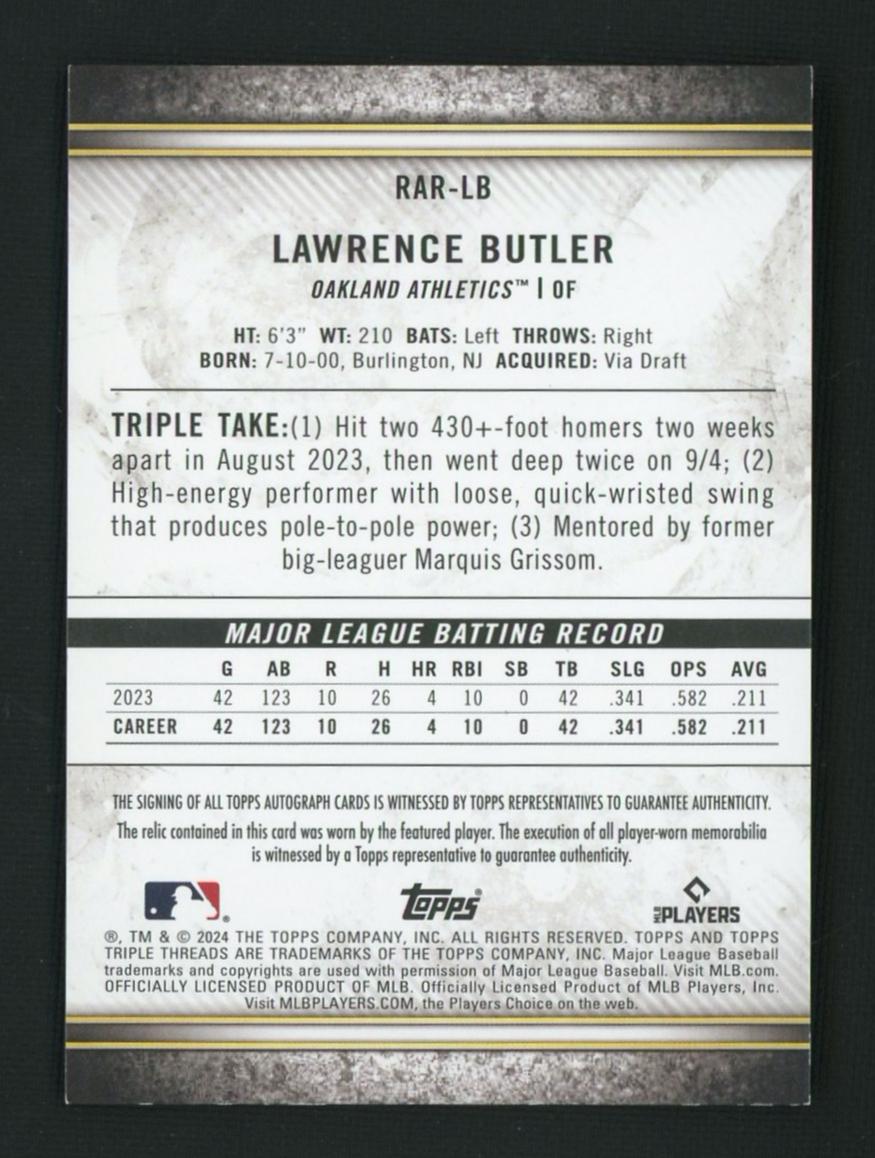 RAR-LB
LAWRENCE BUTLER
OAKLAND ATHLETICS™ | OF
HT: 6'3" WT: 210 BATS: Left THROWS: Right
BORN: 7-10-00, Burlington, NJ ACQUIRED: Via Draft
TRIPLE TAKE:(1) Hit two 430+-foot homers two weeks
apart in August 2023, then went deep twice on 9/4; (2)
High-energy performer with loose, quick-wristed swing
that produces pole-to-pole power; (3) Mentored by former
big-leaguer Marquis Grissom.
MAJOR LEAGUE BATTING RECORD
G AB R H HR RBI SB TB SLG OPS AVG
2023 42 123 10 26 4 10 0 42 .341 .582 .211
CAREER 42 123 10 26 4 10 0 42 .341 .582 .211
THE SIGNING OF ALL TOPPS AUTOGRAPH CARDS IS WITNESSED BY TOPPS REPRESENTATIVES TO GUARANTEE AUTHENTICITY.
The relic contained in this card was worn by the featured player. The execution of all player-worn memorabilia
is witnessed by a Topps representative to guarantee authenticity.
® topps® MLB PLAYERS
®, TM & © 2024 THE TOPPS COMPANY, INC. ALL RIGHTS RESERVED. TOPPS AND TOPPS
TRIPLE THREADS ARE TRADEMARKS OF THE TOPPS COMPANY, INC. Major League Baseball
trademarks and copyrights are used with permission of Major League Baseball. Visit MLB.com.
OFFICIALLY LICENSED PRODUCT OF MLB. Officially Licensed Product of MLB Players, Inc.
Visit MLBPLAYERS.COM, the Players Choice on the web.